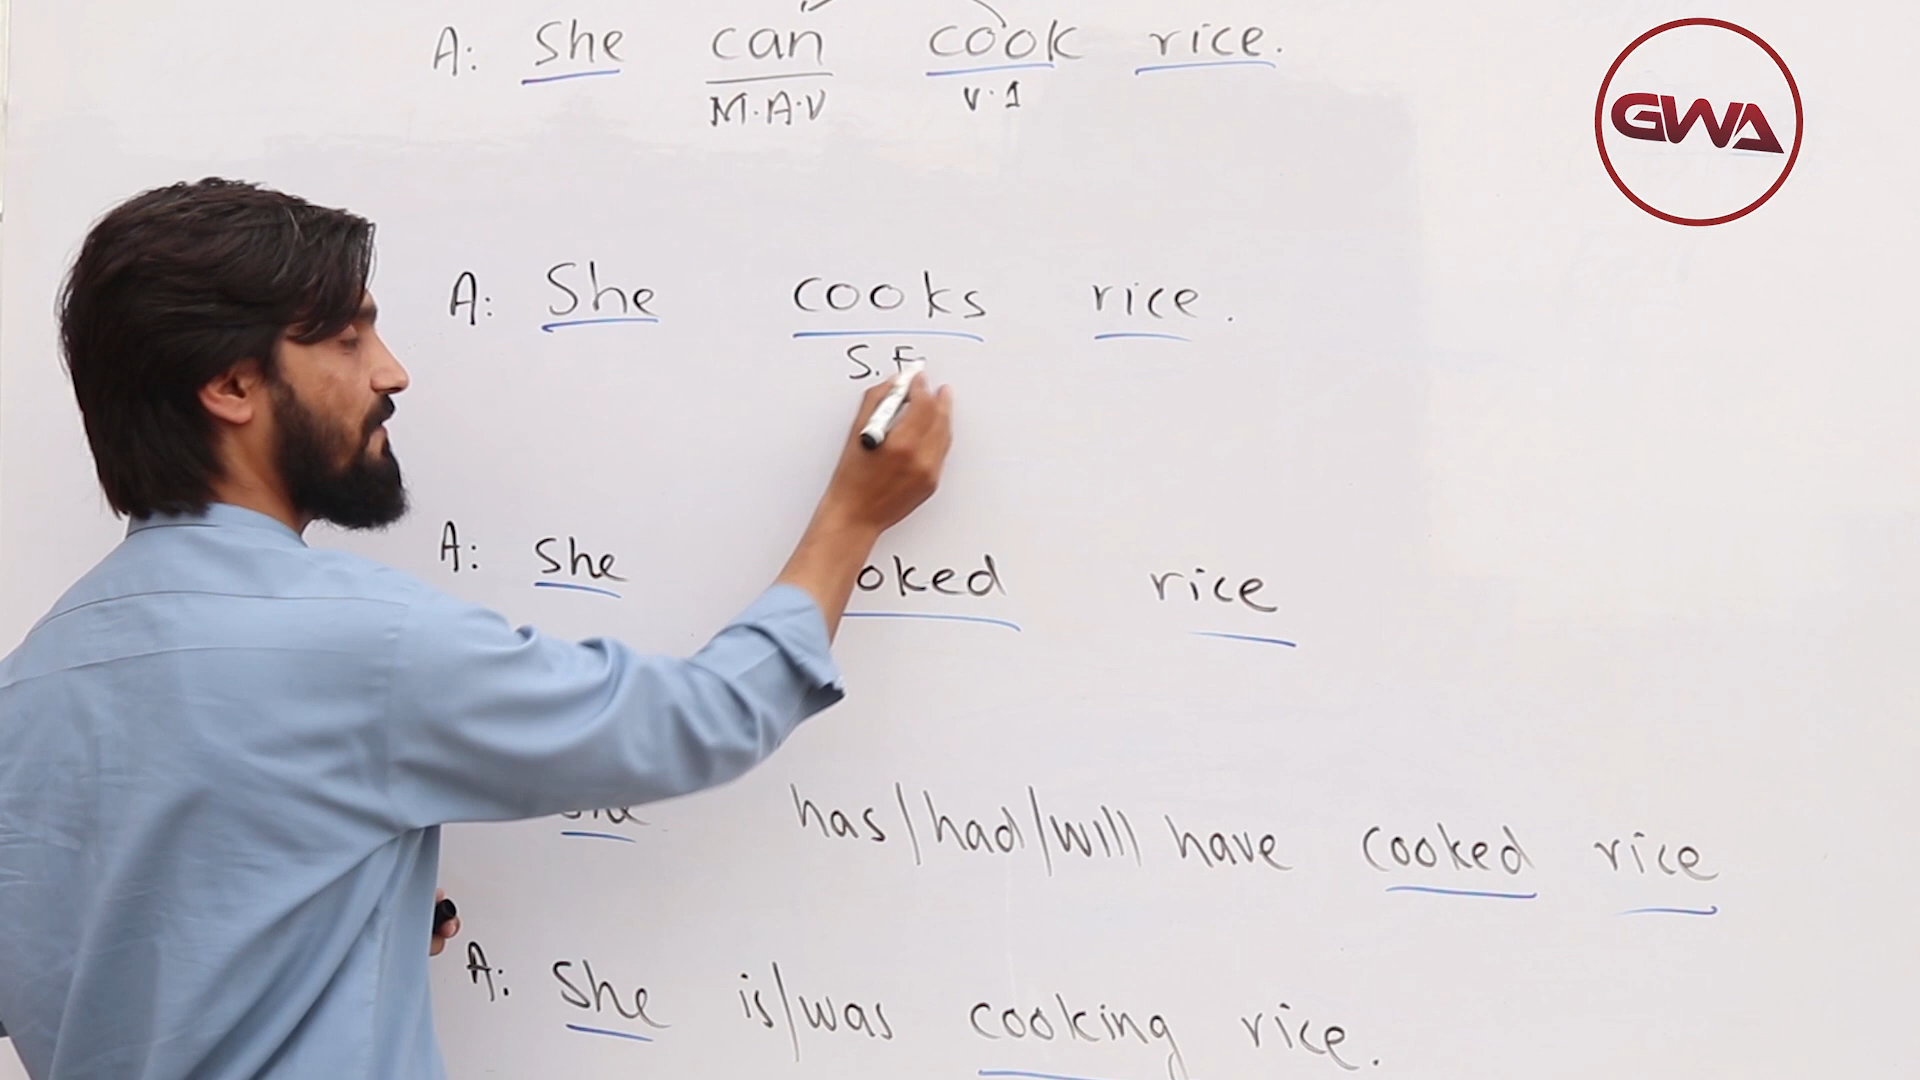 A: She can cook rice.
M.A.V V.1
GWA
A: She cooks rice.
S.F
A: she oked rice
she has/had/will have cooked rice
A: She is/was cooking rice.